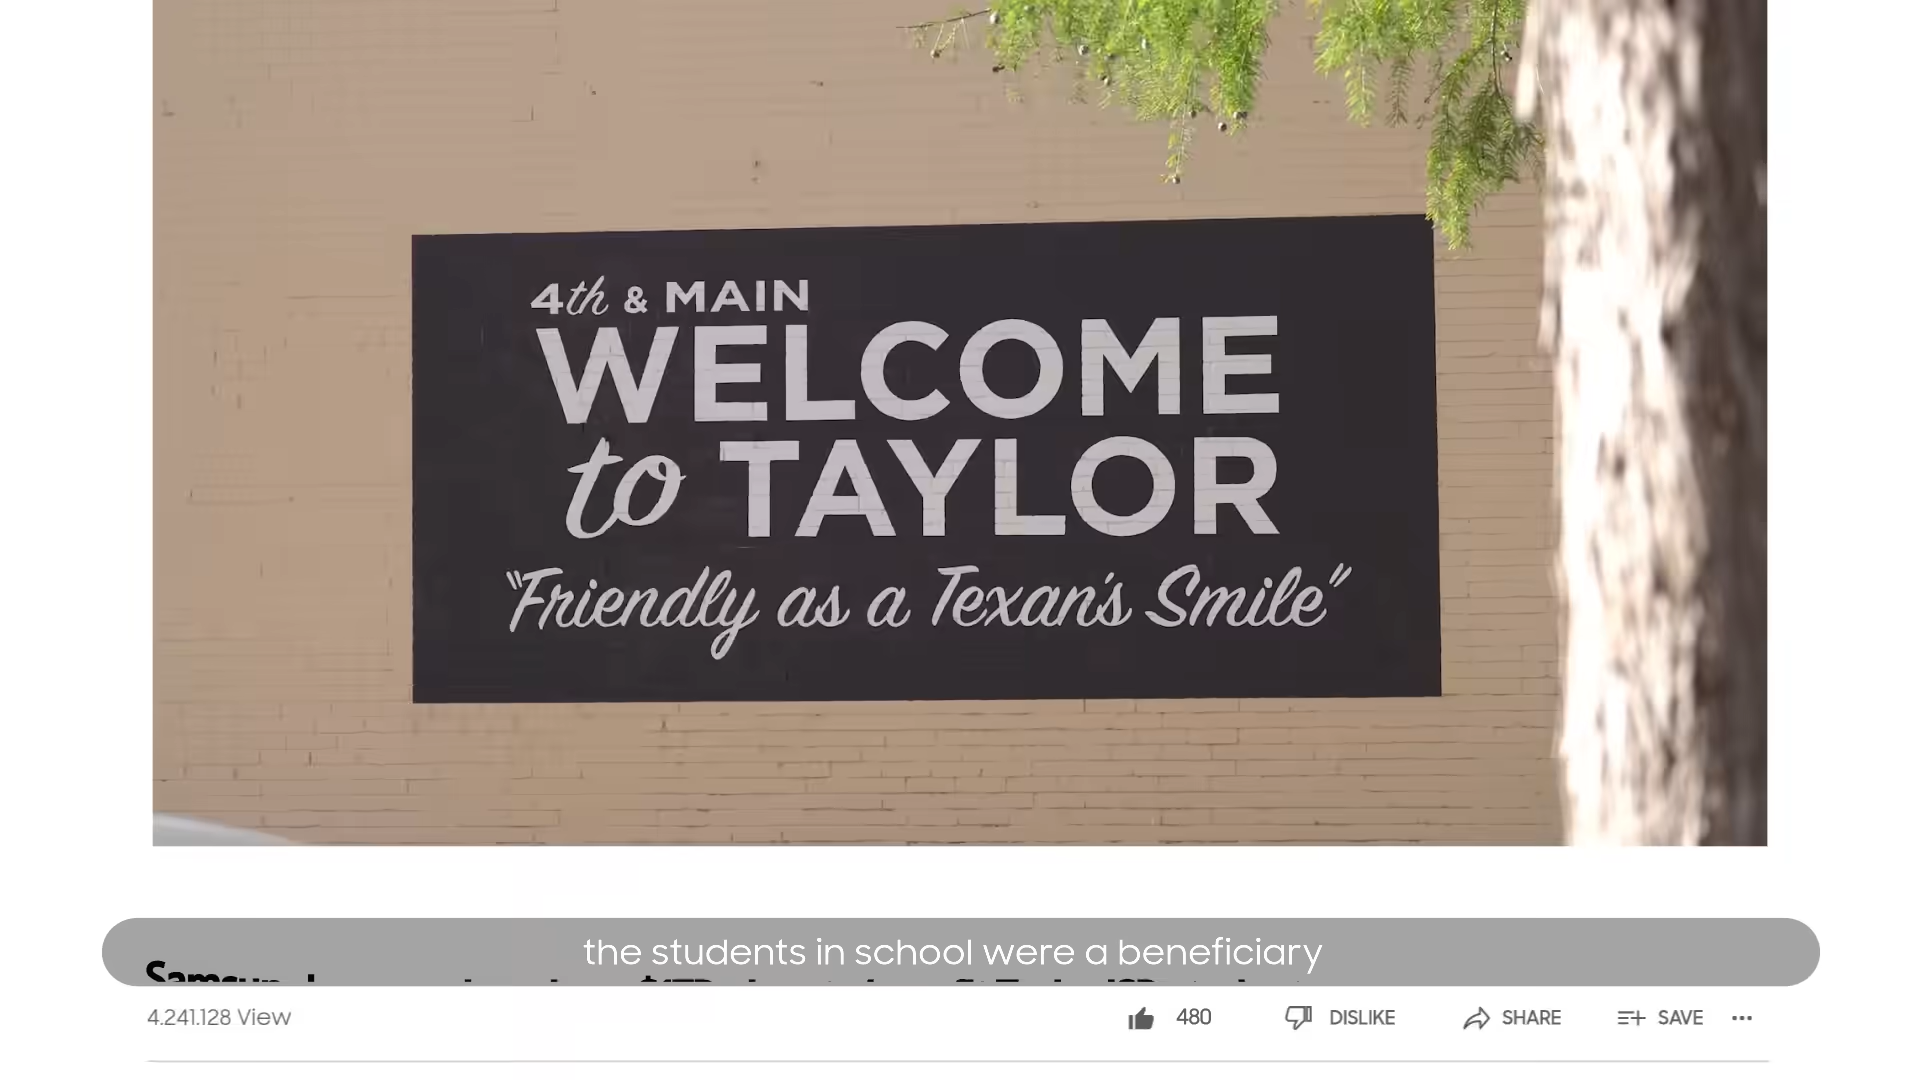 4th & MAIN
WELCOME
to TAYLOR
"Friendly as a Texan's Smile"
the students in school were a beneficiary
4.241.128 View
480
DISLIKE
SHARE
SAVE